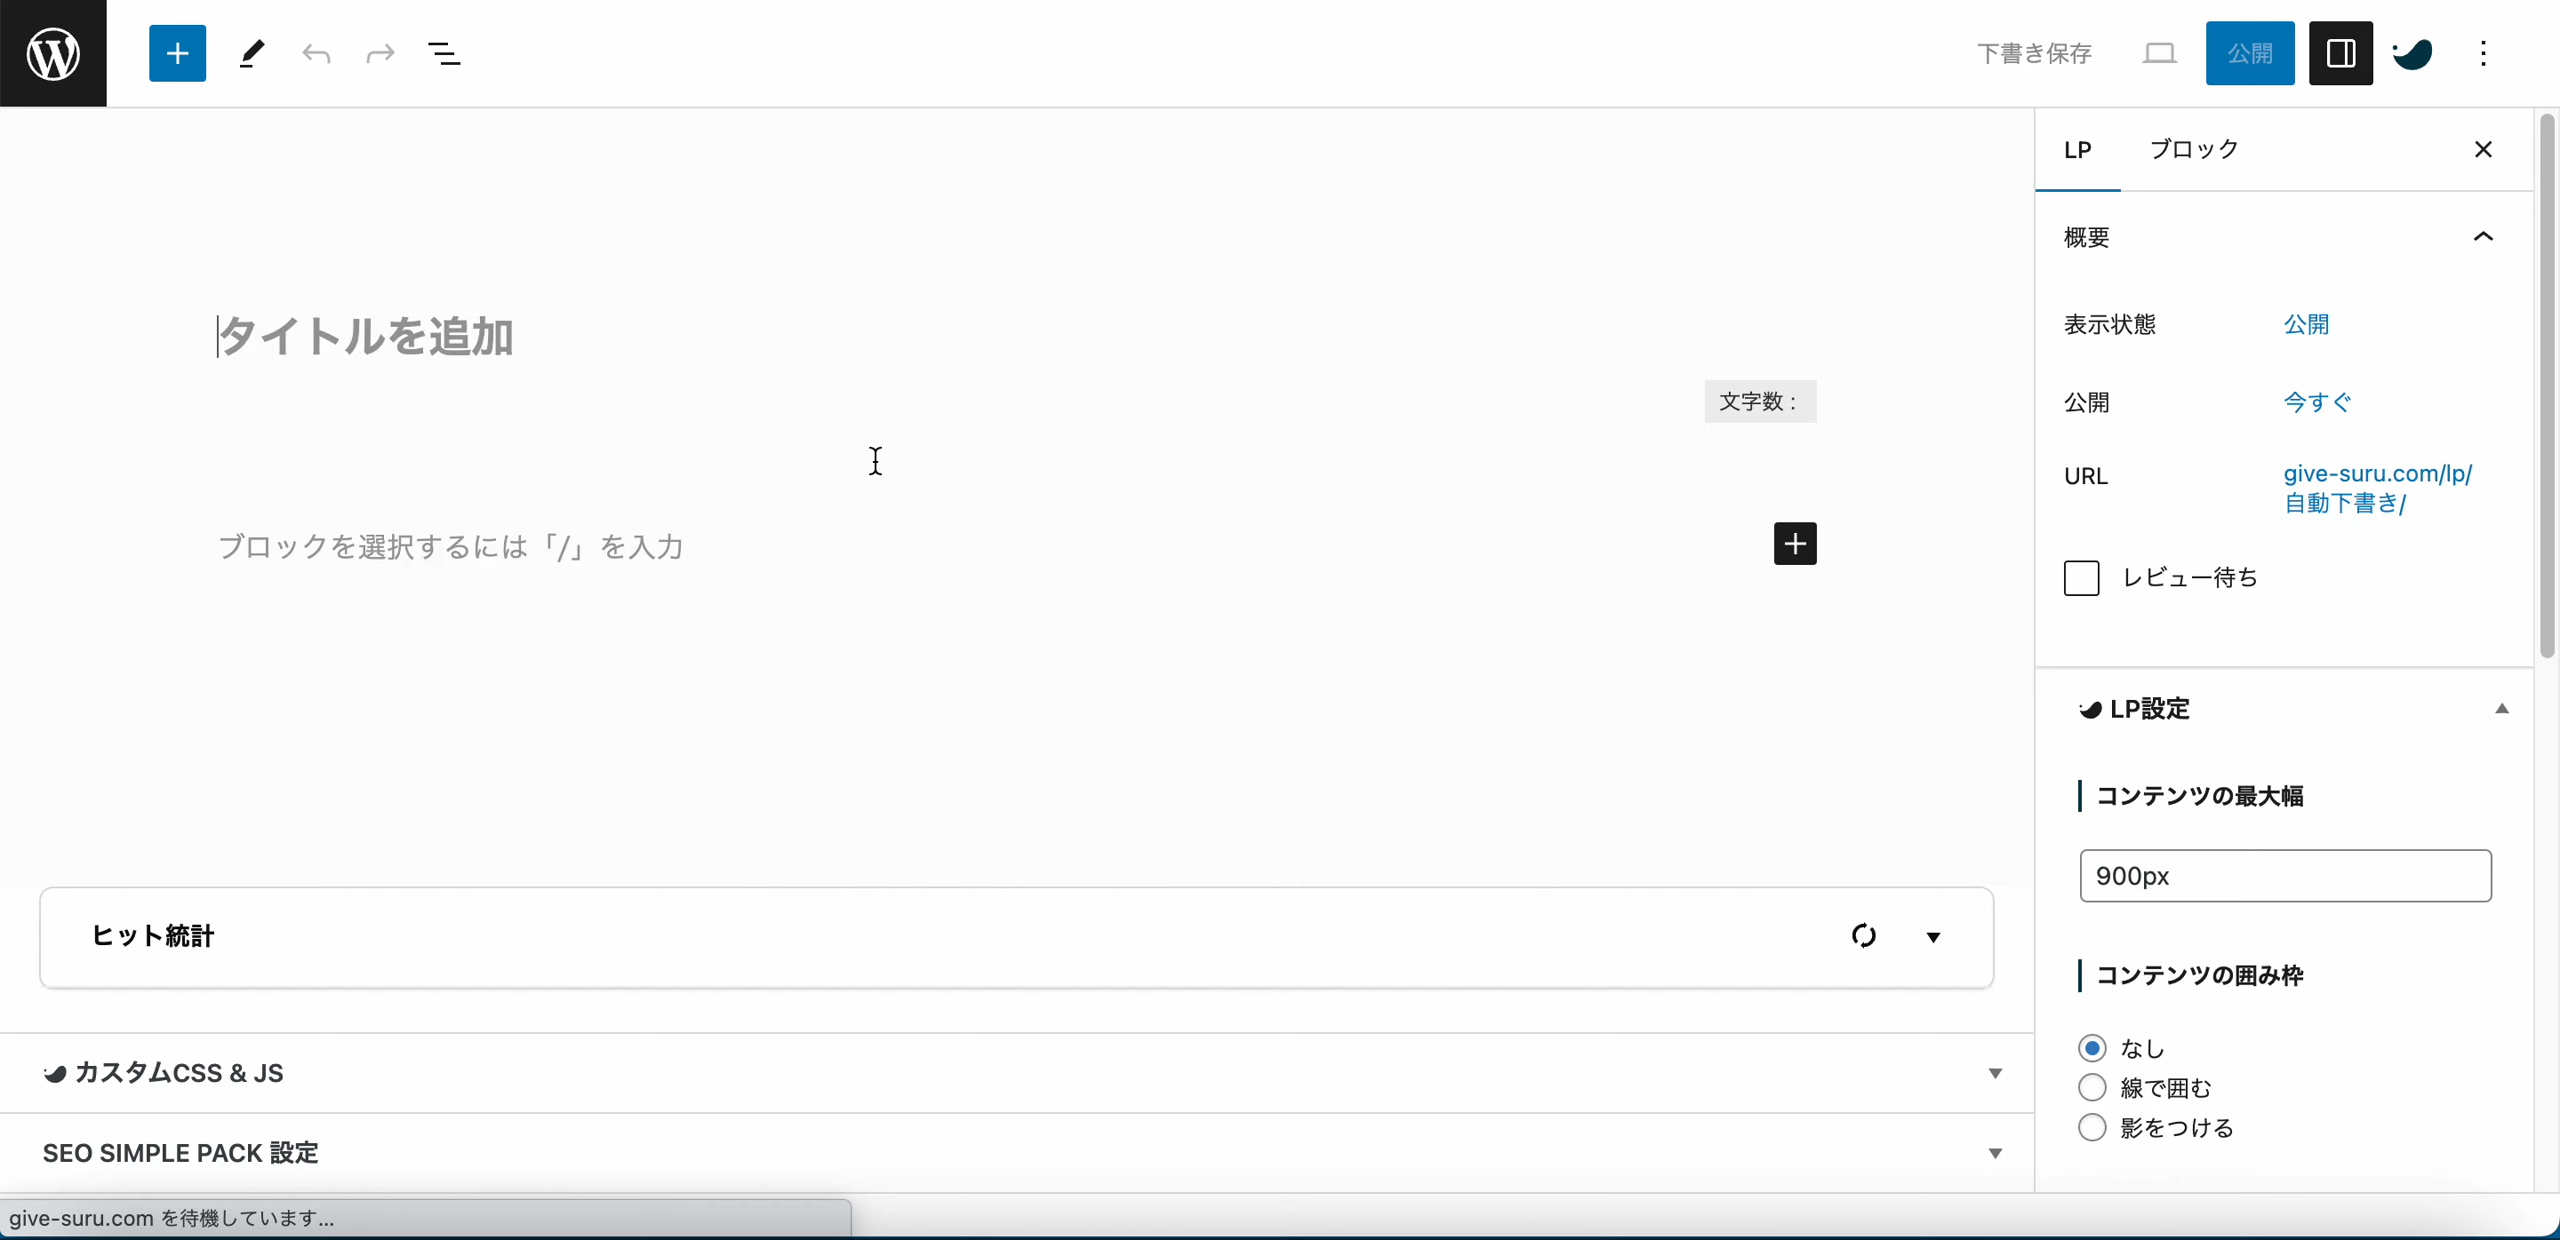 下書き保存
公開
LP ブロック
概要
表示状態 公開
公開 今すぐ
URL give-suru.com/lp/
自動下書き/
レビュー待ち
LP設定
コンテンツの最大幅
900px
コンテンツの囲み枠
なし
線で囲む
影をつける
タイトルを追加
文字数 :
ブロックを選択するには「/」を入力
ヒット統計
カスタムCSS & JS
SEO SIMPLE PACK 設定
give-suru.com を待機しています...